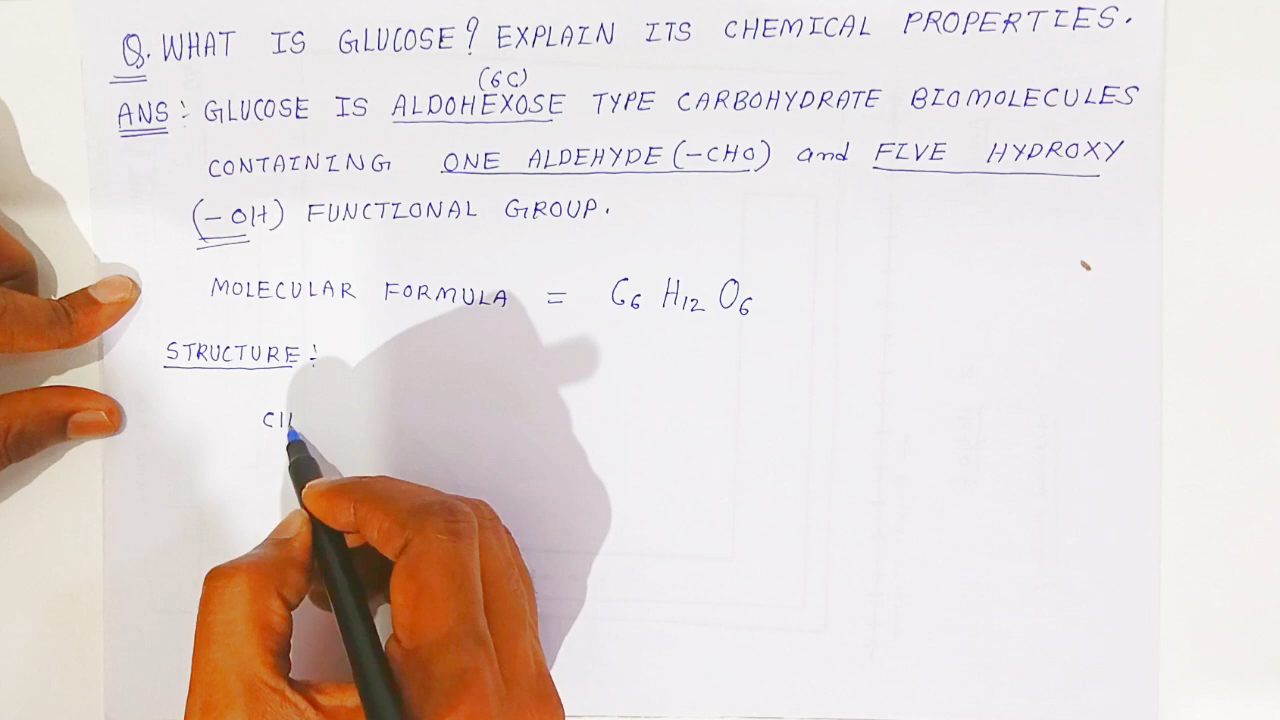 Q. WHAT IS GLUCOSE? EXPLAIN ITS CHEMICAL PROPERTIES.
(6C)
ANS: GLUCOSE IS ALDOHEXOSE TYPE CARBOHYDRATE BIOMOLECULES
CONTAINING ONE ALDEHYDE (-CHO) and FIVE HYDROXY
(-OH) FUNCTIONAL GROUP.
MOLECULAR FORMULA = C6 H12 O6
STRUCTURE: